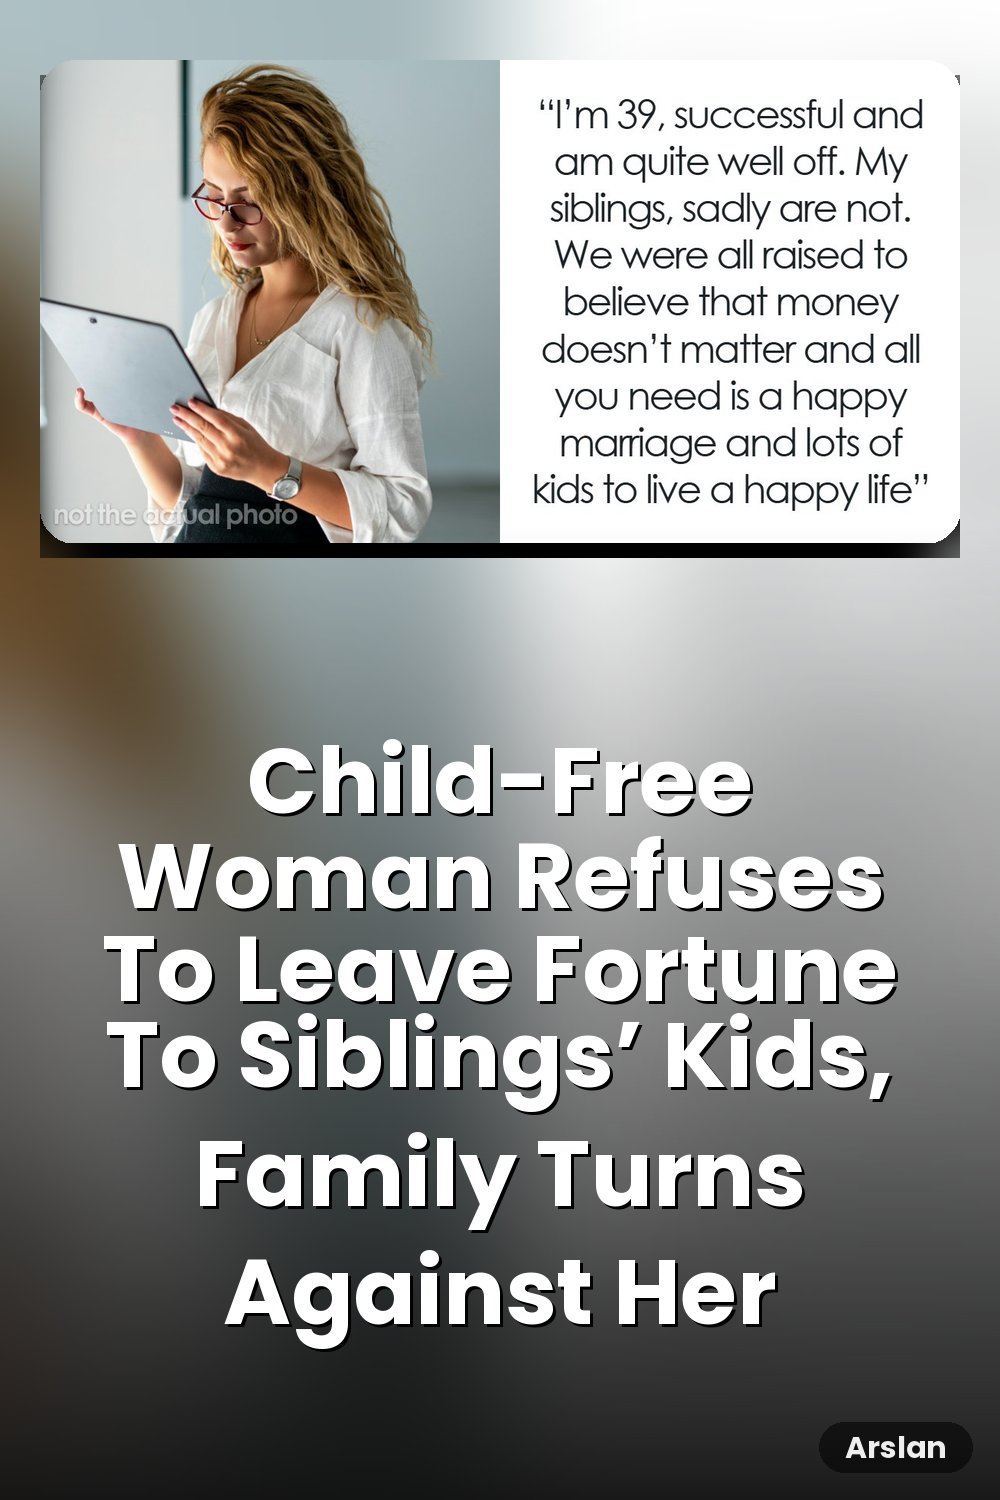 “I’m 39, successful and
am quite well off. My
siblings, sadly are not.
We were all raised to
believe that money
doesn’t matter and all
you need is a happy
marriage and lots of
kids to live a happy life”
not the actual photo
Child-Free
Woman Refuses
To Leave Fortune
To Siblings’ Kids,
Family Turns
Against Her
Arslan